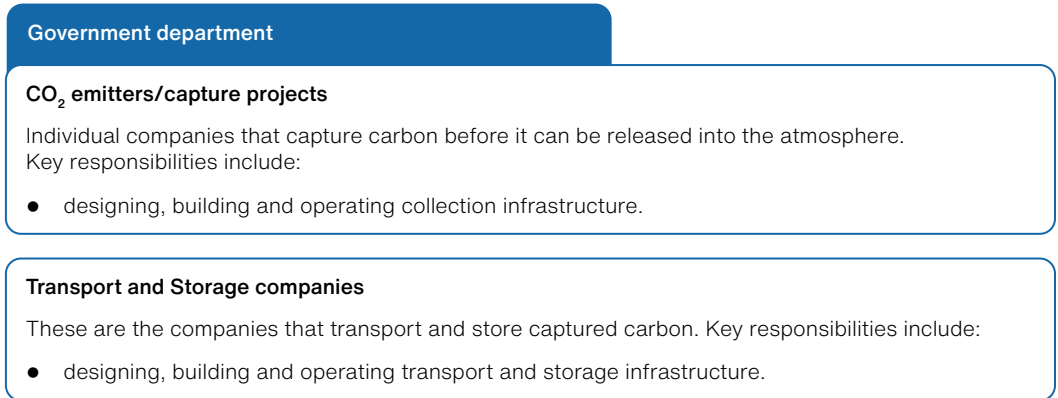 Government department
CO₂ emitters/capture projects
Individual companies that capture carbon before it can be released into the atmosphere.
Key responsibilities include:
● designing, building and operating collection infrastructure.
Transport and Storage companies
These are the companies that transport and store captured carbon. Key responsibilities include:
● designing, building and operating transport and storage infrastructure.